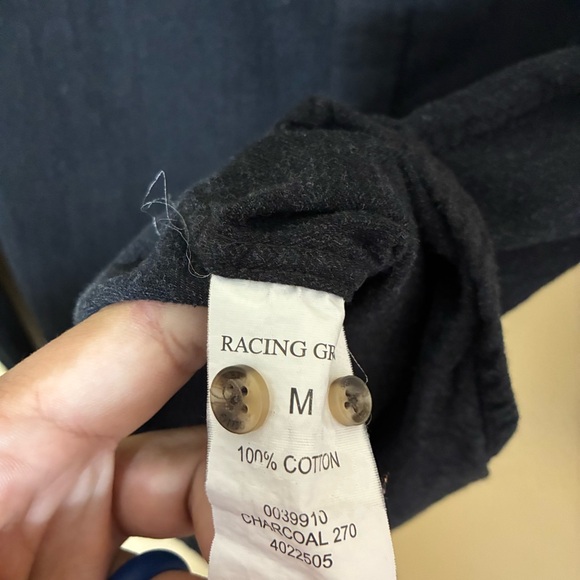 RACING GR
M
100% COTTON
0039910
CHARCOAL 270
4022505